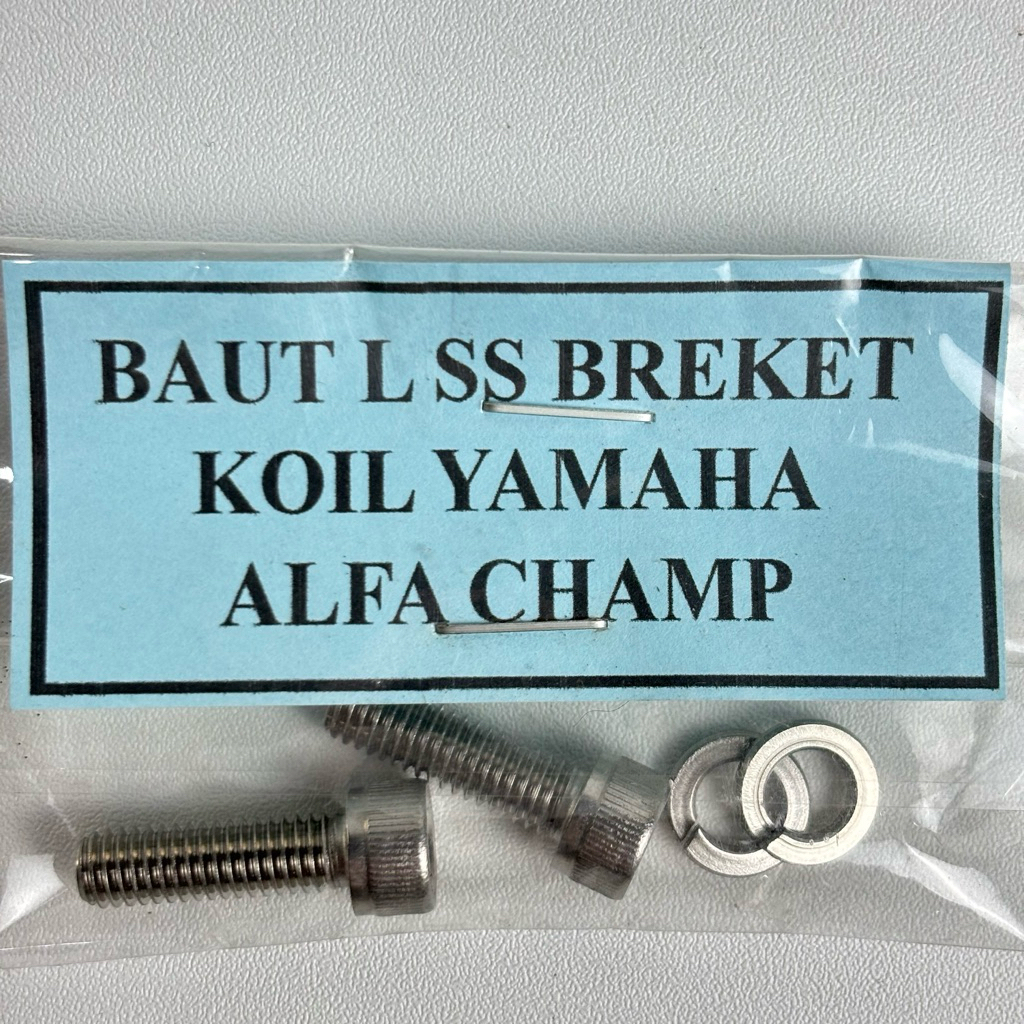 BAUT L SS BREKET
KOIL YAMAHA
ALFA CHAMP